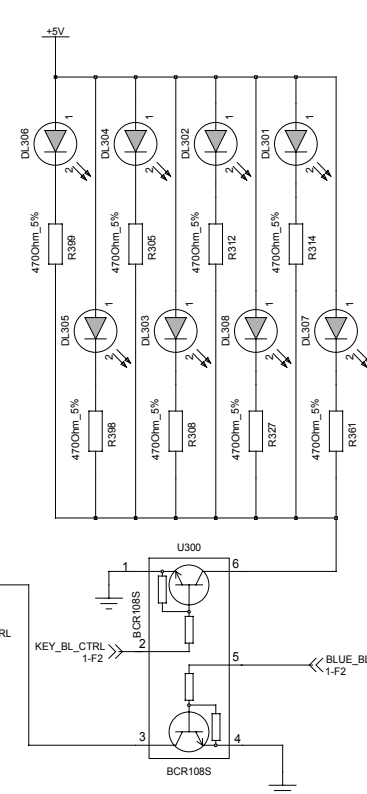 +5V
DL306
1
2
DL304
1
2
DL302
1
2
DL301
1
2
470Ohm_5%
R399
470Ohm_5%
R305
470Ohm_5%
R312
470Ohm_5%
R314
DL305
1
2
DL303
1
2
DL308
1
2
DL307
1
2
470Ohm_5%
R398
470Ohm_5%
R308
470Ohm_5%
R327
470Ohm_5%
R361
U300
1
6
BCR108S
RL
KEY_BL_CTRL
1-F2
2
5
BLUE_BL
1-F2
3
4
BCR108S